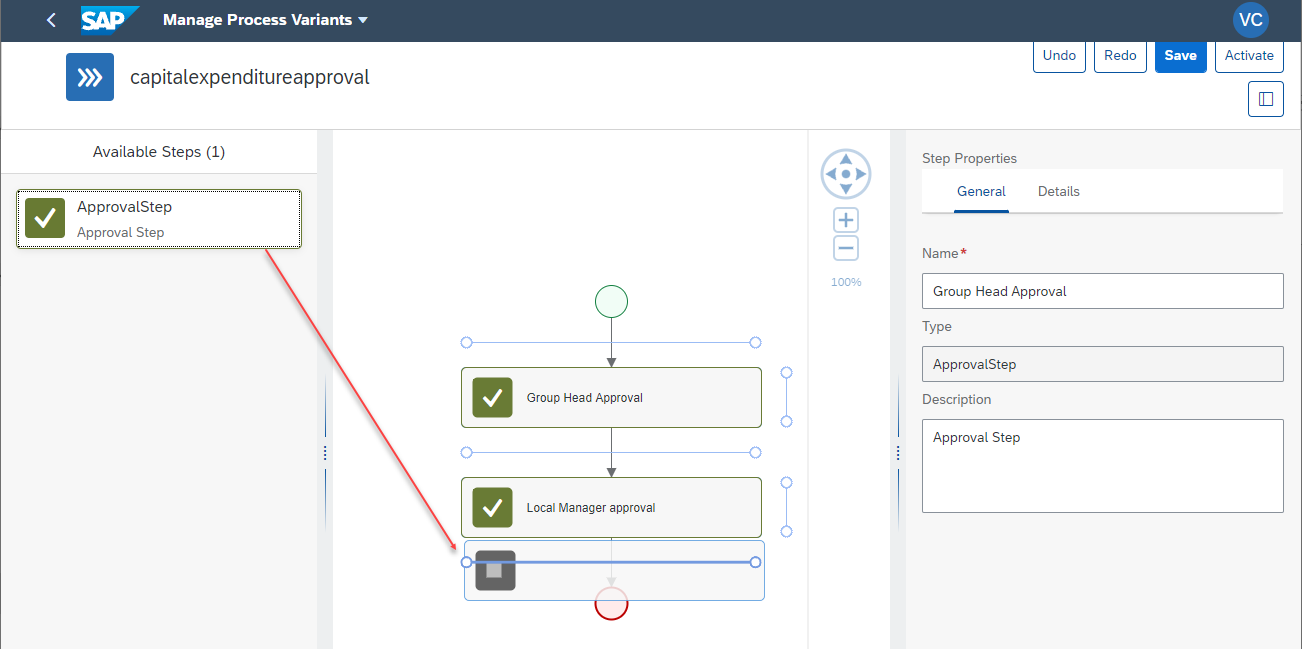 SAP Manage Process Variants
VC
capitalexpenditureapproval
Undo Redo Save Activate
Available Steps (1)
ApprovalStep
Approval Step
100%
Group Head Approval
Local Manager approval
Step Properties
General Details
Name*
Group Head Approval
Type
ApprovalStep
Description
Approval Step